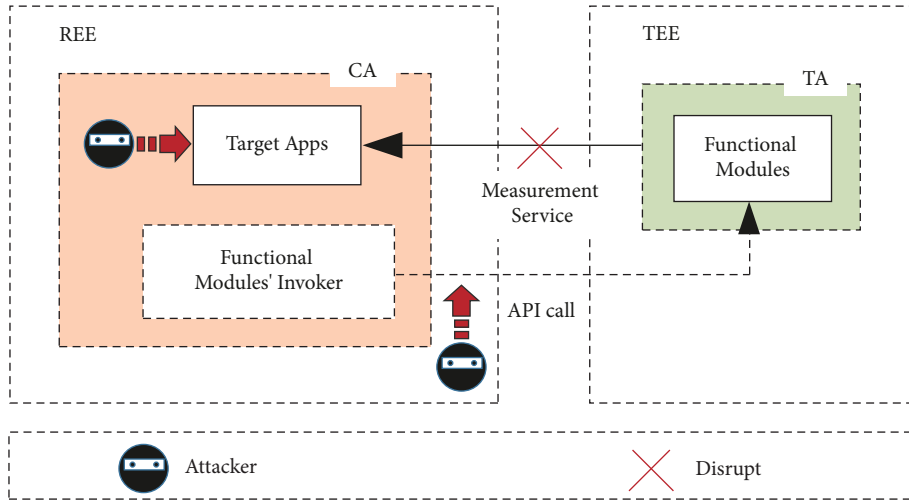 REE
TEE
CA
TA
Target Apps
Functional
Modules
Measurement
Service
Functional
Modules' Invoker
API call
Attacker
Disrupt